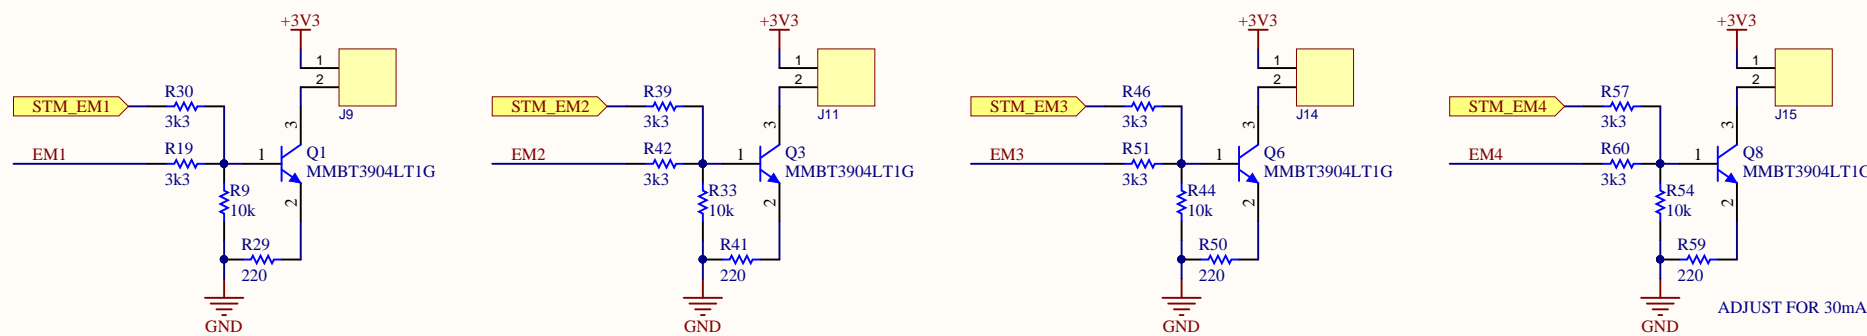 +3V3
1
2
J9
STM_EM1
R30
3k3
EM1
R19
3k3
1
3
Q1
MMBT3904LT1G
2
R9
10k
R29
220
GND
+3V3
1
2
J11
STM_EM2
R39
3k3
EM2
R42
3k3
1
3
Q3
MMBT3904LT1G
2
R33
10k
R41
220
GND
+3V3
1
2
J14
STM_EM3
R46
3k3
EM3
R51
3k3
1
3
Q6
MMBT3904LT1G
2
R44
10k
R50
220
GND
+3V3
1
2
J15
STM_EM4
R57
3k3
EM4
R60
3k3
1
3
Q8
MMBT3904LT1G
2
R54
10k
R59
220
GND
ADJUST FOR 30mA